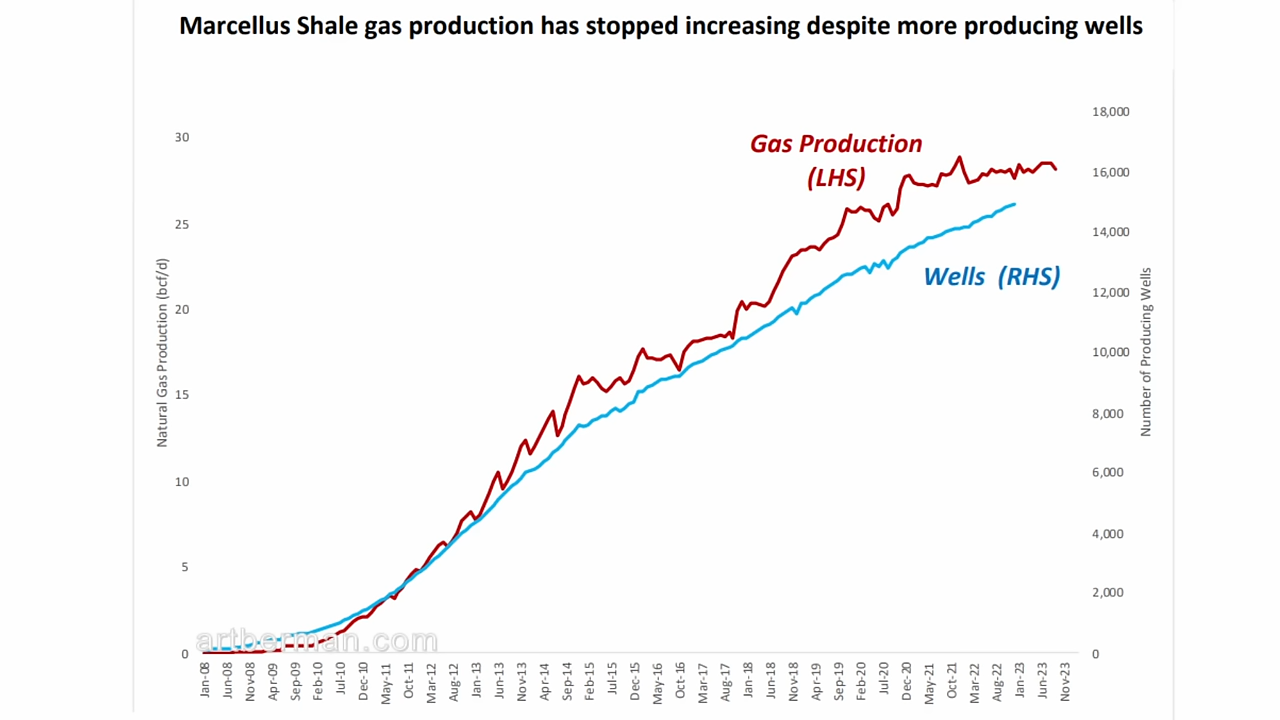 Marcellus Shale gas production has stopped increasing despite more producing wells
18,000
30
Gas Production
(LHS)
16,000
25
14,000
Wells (RHS)
12,000
20
10,000
15
8,000
10
6,000
4,000
5
2,000
0
0
Natural Gas Production (bcf/d)
Number of Producing Wells
artberman.com
Jan-08
Jun-08
Nov-08
Apr-09
Sep-09
Feb-10
Jul-10
Dec-10
May-11
Oct-11
Mar-12
Aug-12
Jan-13
Jun-13
Nov-13
Apr-14
Sep-14
Feb-15
Jul-15
Dec-15
May-16
Oct-16
Mar-17
Aug-17
Jan-18
Jun-18
Nov-18
Apr-19
Sep-19
Feb-20
Jul-20
Dec-20
May-21
Oct-21
Mar-22
Aug-22
Jan-23
Jun-23
Nov-23